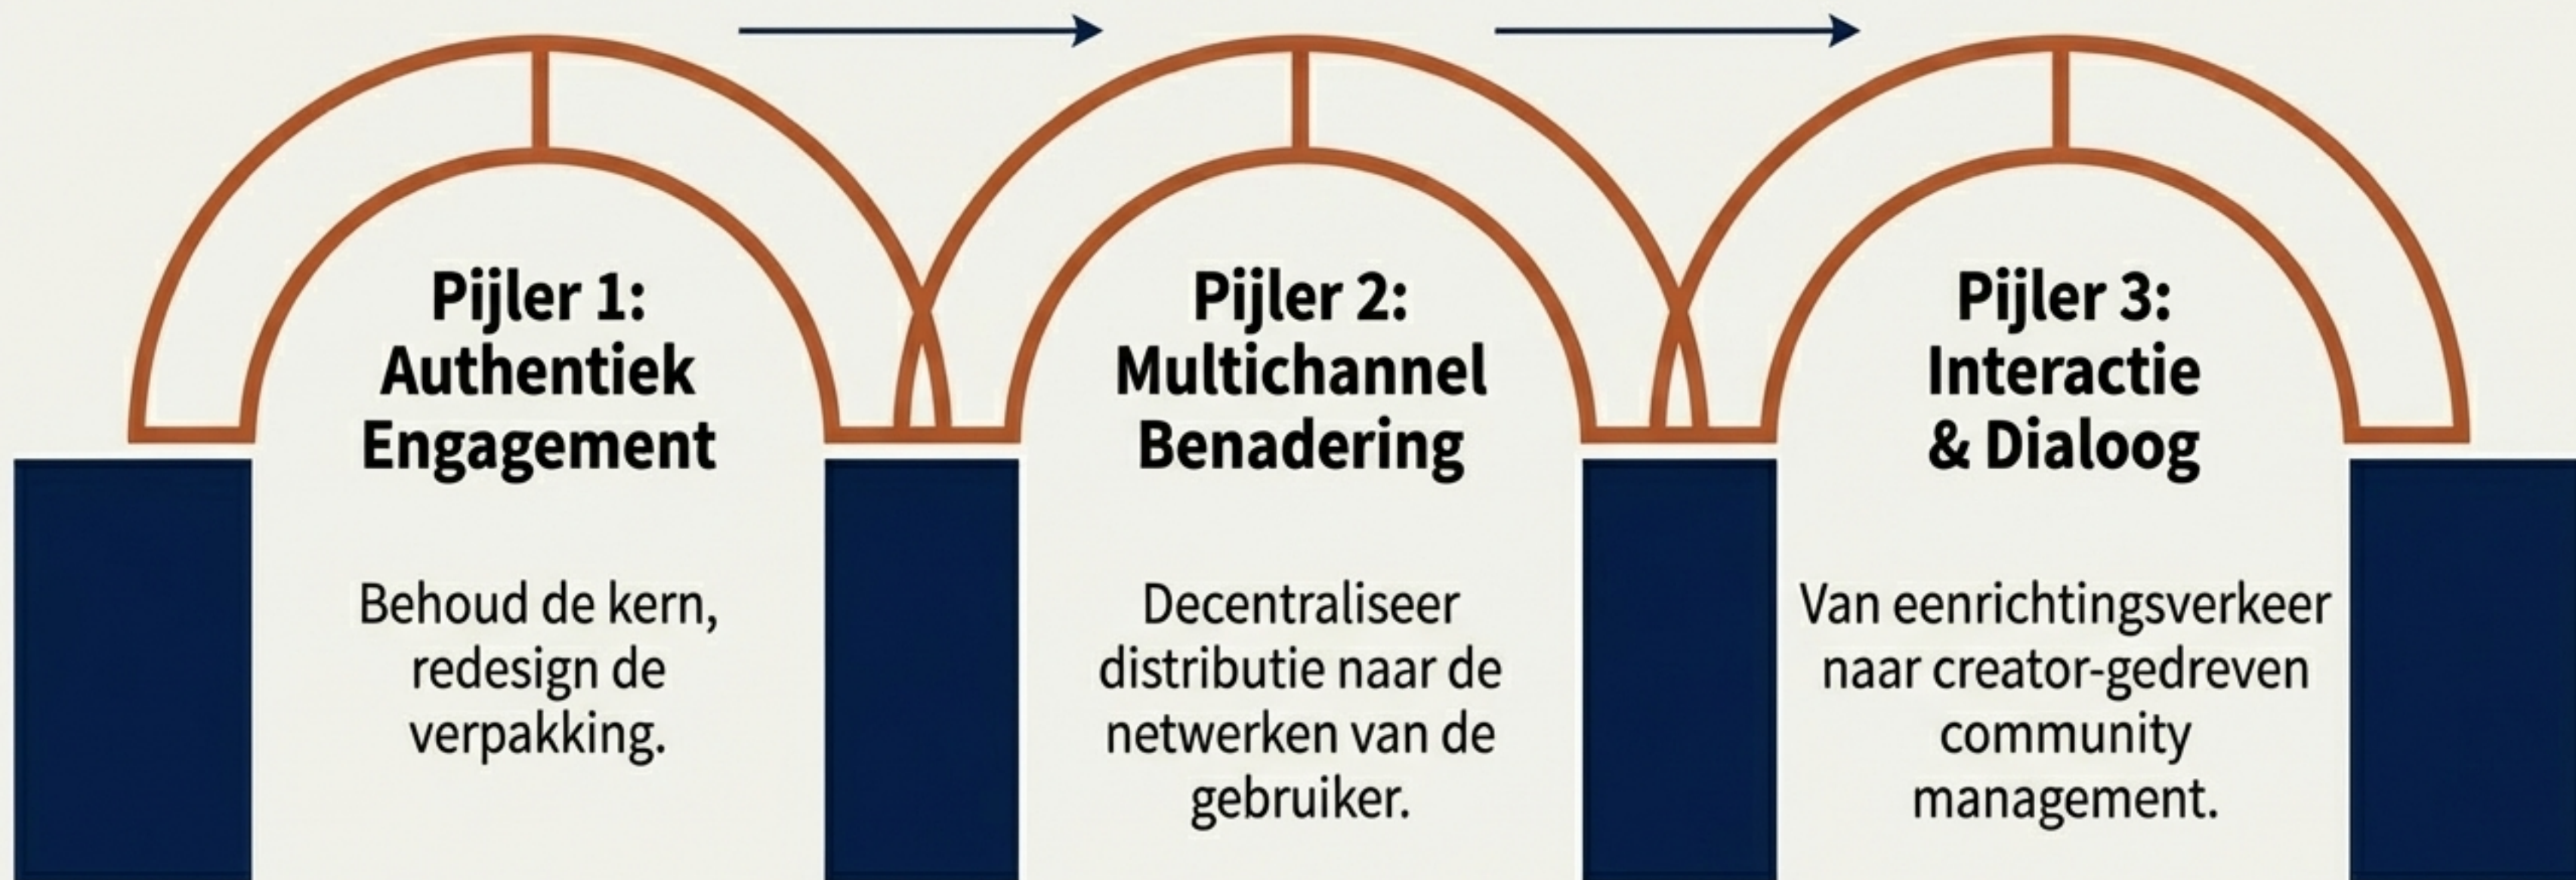 Pijler 1:
Authentiek
Engagement
Behoud de kern,
redesign de
verpakking.
Pijler 2:
Multichannel
Benadering
Decentraliseer
distributie naar de
netwerken van de
gebruiker.
Pijler 3:
Interactie
& Dialoog
Van eenrichtingsverkeer
naar creator-gedreven
community
management.